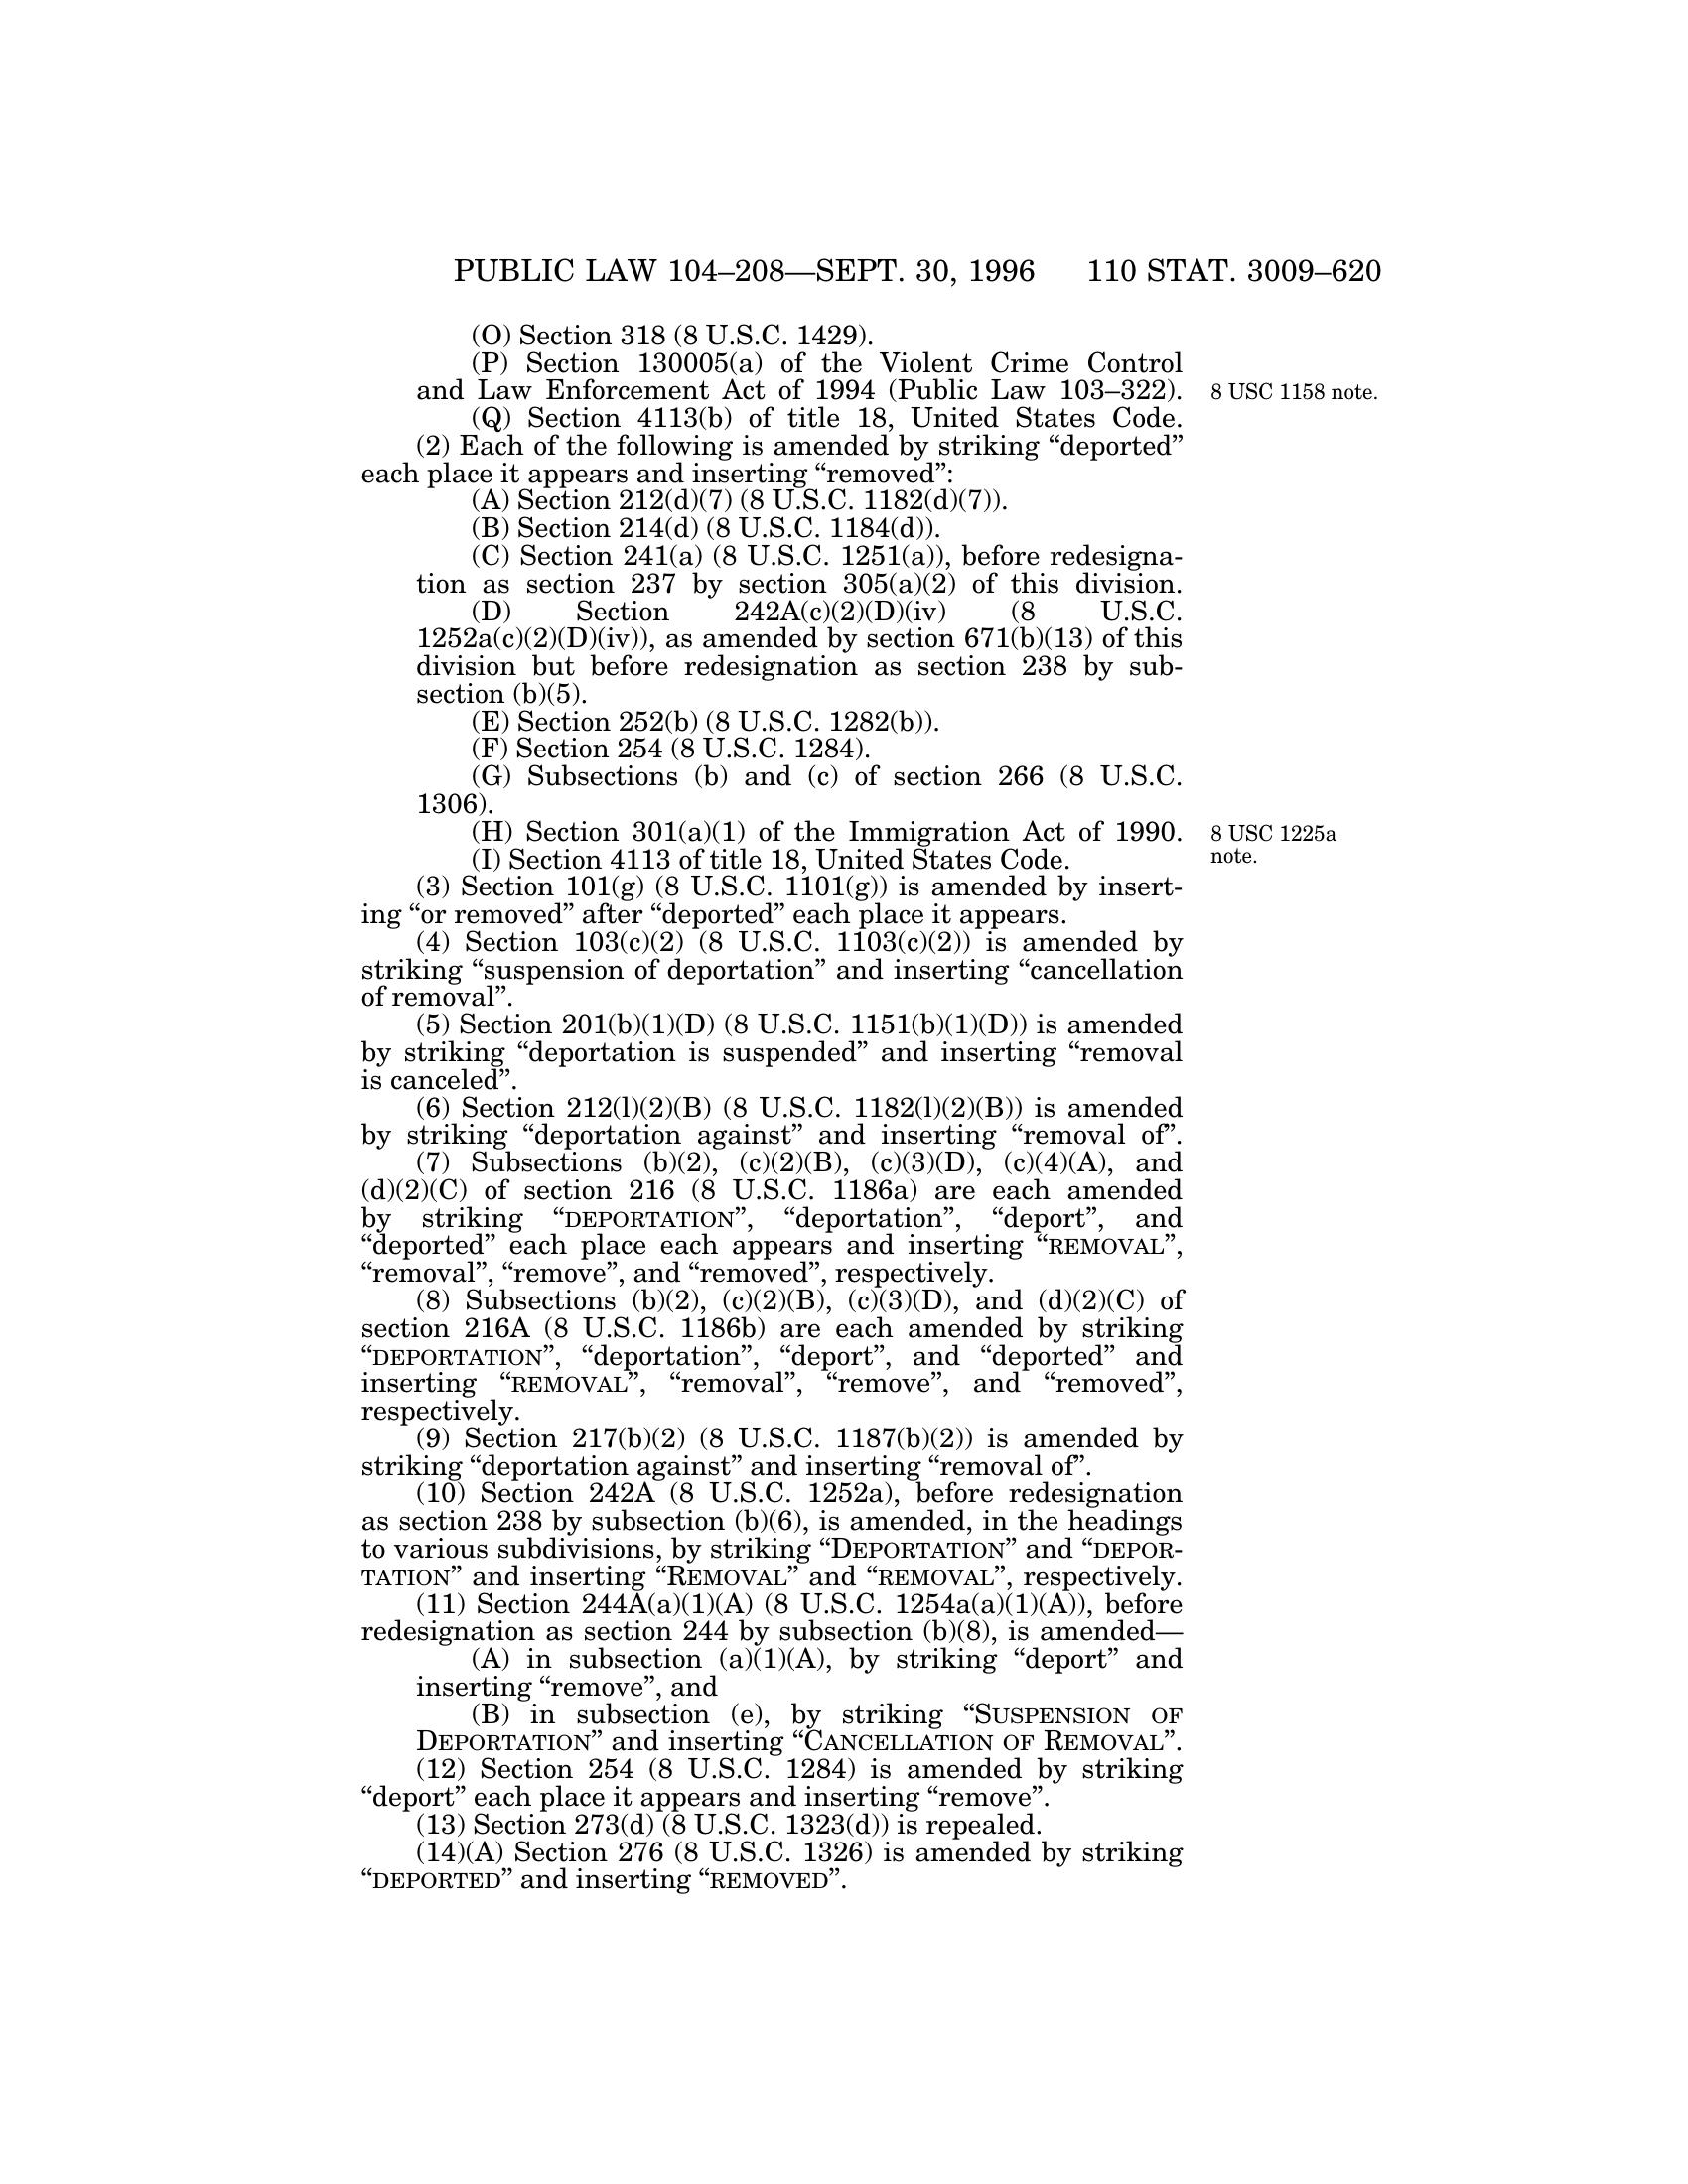 PUBLIC LAW 104–208—SEPT. 30, 1996 110 STAT. 3009–620
(O) Section 318 (8 U.S.C. 1429).
(P) Section 130005(a) of the Violent Crime Control
and Law Enforcement Act of 1994 (Public Law 103–322).
8 USC 1158 note.
(Q) Section 4113(b) of title 18, United States Code.
(2) Each of the following is amended by striking “deported”
each place it appears and inserting “removed”:
(A) Section 212(d)(7) (8 U.S.C. 1182(d)(7)).
(B) Section 214(d) (8 U.S.C. 1184(d)).
(C) Section 241(a) (8 U.S.C. 1251(a)), before redesigna-
tion as section 237 by section 305(a)(2) of this division.
(D) Section 242A(c)(2)(D)(iv) (8 U.S.C.
1252a(c)(2)(D)(iv)), as amended by section 671(b)(13) of this
division but before redesignation as section 238 by sub-
section (b)(5).
(E) Section 252(b) (8 U.S.C. 1282(b)).
(F) Section 254 (8 U.S.C. 1284).
(G) Subsections (b) and (c) of section 266 (8 U.S.C.
1306).
(H) Section 301(a)(1) of the Immigration Act of 1990.
8 USC 1225a
note.
(I) Section 4113 of title 18, United States Code.
(3) Section 101(g) (8 U.S.C. 1101(g)) is amended by insert-
ing “or removed” after “deported” each place it appears.
(4) Section 103(c)(2) (8 U.S.C. 1103(c)(2)) is amended by
striking “suspension of deportation” and inserting “cancellation
of removal”.
(5) Section 201(b)(1)(D) (8 U.S.C. 1151(b)(1)(D)) is amended
by striking “deportation is suspended” and inserting “removal
is canceled”.
(6) Section 212(l)(2)(B) (8 U.S.C. 1182(l)(2)(B)) is amended
by striking “deportation against” and inserting “removal of”.
(7) Subsections (b)(2), (c)(2)(B), (c)(3)(D), (c)(4)(A), and
(d)(2)(C) of section 216 (8 U.S.C. 1186a) are each amended
by striking “DEPORTATION”, “deportation”, “deport”, and
“deported” each place each appears and inserting “REMOVAL”,
“removal”, “remove”, and “removed”, respectively.
(8) Subsections (b)(2), (c)(2)(B), (c)(3)(D), and (d)(2)(C) of
section 216A (8 U.S.C. 1186b) are each amended by striking
“DEPORTATION”, “deportation”, “deport”, and “deported” and
inserting “REMOVAL”, “removal”, “remove”, and “removed”,
respectively.
(9) Section 217(b)(2) (8 U.S.C. 1187(b)(2)) is amended by
striking “deportation against” and inserting “removal of”.
(10) Section 242A (8 U.S.C. 1252a), before redesignation
as section 238 by subsection (b)(6), is amended, in the headings
to various subdivisions, by striking “DEPORTATION” and “DEPOR-
TATION” and inserting “REMOVAL” and “REMOVAL”, respectively.
(11) Section 244A(a)(1)(A) (8 U.S.C. 1254a(a)(1)(A)), before
redesignation as section 244 by subsection (b)(8), is amended—
(A) in subsection (a)(1)(A), by striking “deport” and
inserting “remove”, and
(B) in subsection (e), by striking “SUSPENSION OF
DEPORTATION” and inserting “CANCELLATION OF REMOVAL”.
(12) Section 254 (8 U.S.C. 1284) is amended by striking
“deport” each place it appears and inserting “remove”.
(13) Section 273(d) (8 U.S.C. 1323(d)) is repealed.
(14)(A) Section 276 (8 U.S.C. 1326) is amended by striking
“DEPORTED” and inserting “REMOVED”.